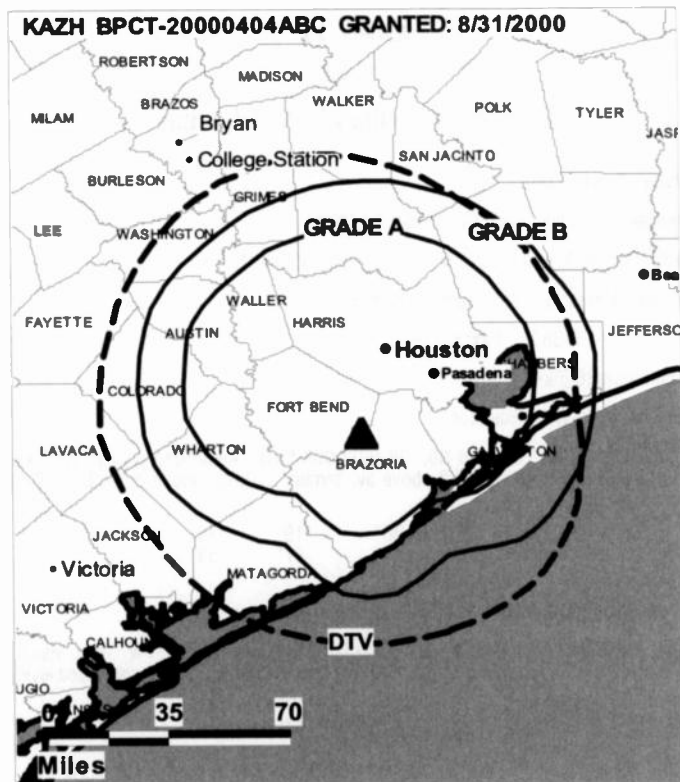 KAZH BPCT-20000404ABC GRANTED: 8/31/2000
ROBERTSON
MADISON
BRAZOS
WALKER
POLK
TYLER
MILAM
Bryan
College Station
SAN JACINTO
BURLESON
GRIMES
LEE
WASHINGTON
GRADE A
GRADE B
WALLER
HARRIS
FAYETTE
AUSTIN
JEFFERSO
Houston
Pasadena
COLORADO
FORT BEND
LAVACA
WHARTON
BRAZORIA
JACKSON
Victoria
MATAGORDA
VICTORIA
CALHOUN
DTV
UGIO
0 35 70
Miles